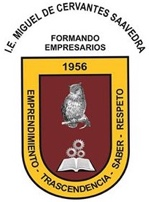 I.E. MIGUEL DE CERVANTES SAAVEDRA
FORMANDO
EMPRESARIOS
1956
EMPRENDIMIENTO - TRASCENDENCIA - SABER - RESPETO